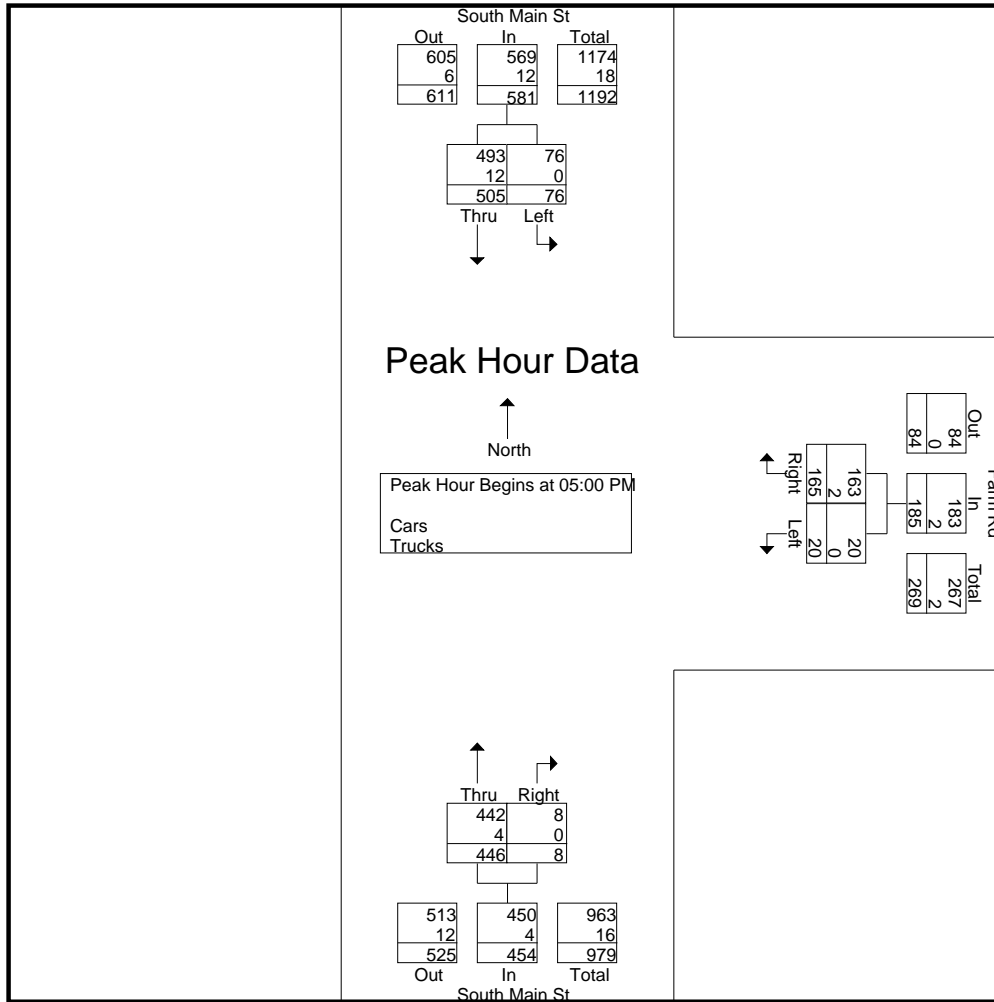 South Main St
Out In Total
605 569 1174
6 12 18
611 581 1192
493 76
12 0
505 76
Thru Left
Peak Hour Data
North
Peak Hour Begins at 05:00 PM
Cars
Trucks
Right Left
163 20
2 0
165 20
Rd
Out In Total
84 183 267
0 2 2
84 185 269
Thru Right
442 8
4 0
446 8
513 450 963
12 4 16
525 454 979
Out In Total
South Main St